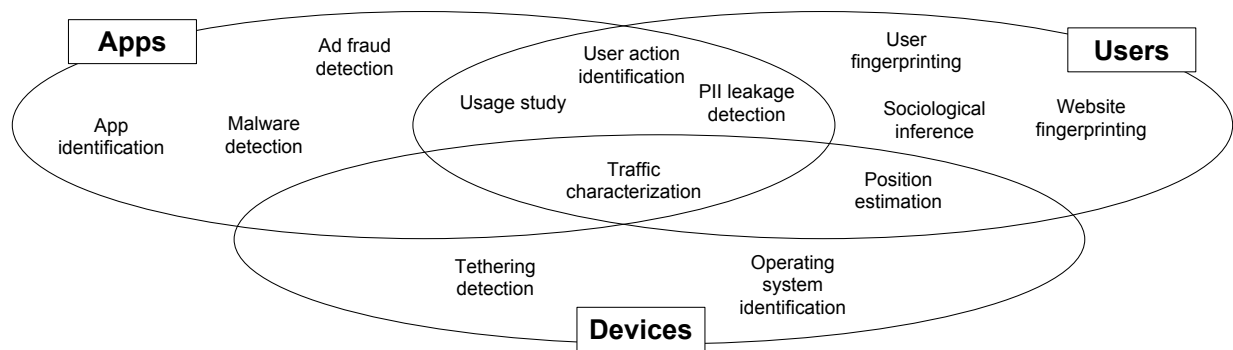 Apps
Ad fraud
detection
App
identification
Malware
detection
User action
identification
Usage study
PII leakage
detection
User
fingerprinting
Users
Sociological
inference
Website
fingerprinting
Traffic
characterization
Position
estimation
Tethering
detection
Operating
system
identification
Devices